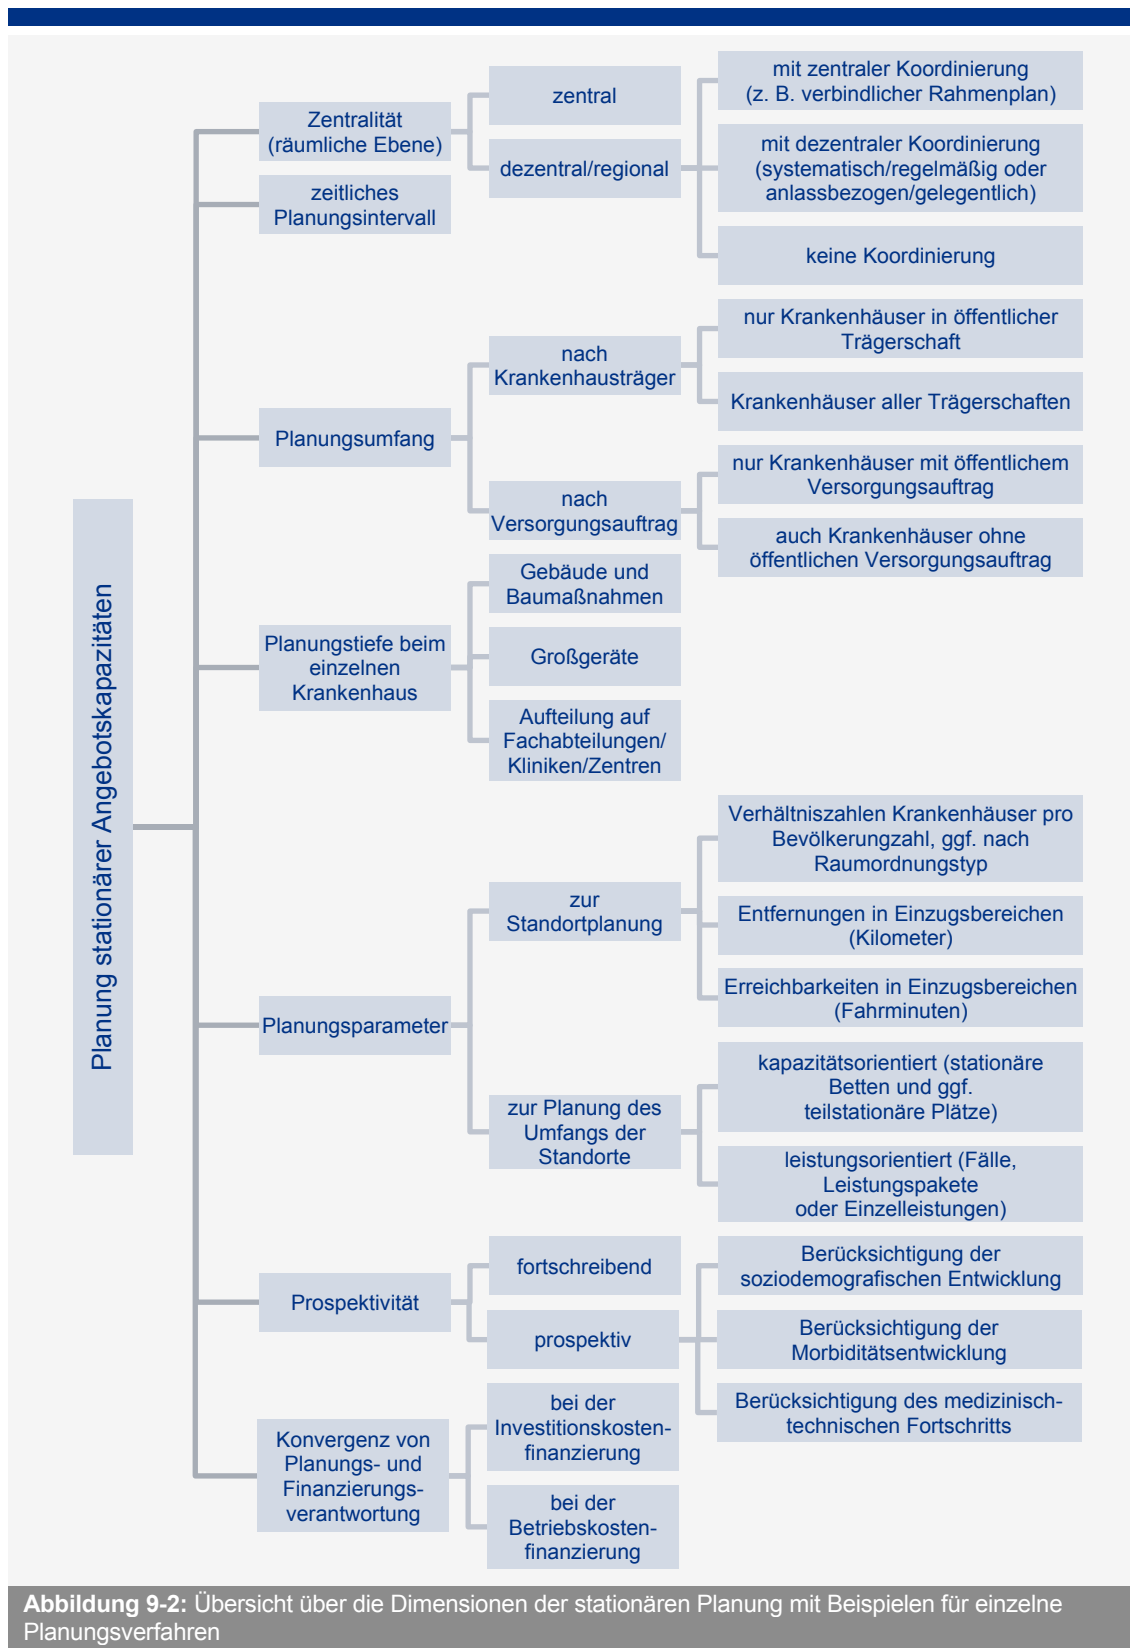 Planung stationärer Angebotskapazitäten
Zentralität
(räumliche Ebene)
zentral
dezentral/regional
mit zentraler Koordinierung
(z. B. verbindlicher Rahmenplan)
mit dezentraler Koordinierung
(systematisch/regelmäßig oder
anlassbezogen/gelegentlich)
keine Koordinierung
zeitliches
Planungsintervall
Planungsumfang
nach
Krankenhausträger
nur Krankenhäuser in öffentlicher
Trägerschaft
Krankenhäuser aller Trägerschaften
nach
Versorgungsauftrag
nur Krankenhäuser mit öffentlichem
Versorgungsauftrag
auch Krankenhäuser ohne
öffentlichen Versorgungsauftrag
Planungstiefe beim
einzelnen
Krankenhaus
Gebäude und
Baumaßnahmen
Großgeräte
Aufteilung auf
Fachabteilungen/
Kliniken/Zentren
Planungsparameter
zur
Standortplanung
Verhältniszahlen Krankenhäuser pro
Bevölkerungzahl, ggf. nach
Raumordnungstyp
Entfernungen in Einzugsbereichen
(Kilometer)
Erreichbarkeiten in Einzugsbereichen
(Fahrminuten)
zur Planung des
Umfangs der
Standorte
kapazitätsorientiert (stationäre
Betten und ggf.
teilstationäre Plätze)
leistungsorientiert (Fälle,
Leistungspakete
oder Einzelleistungen)
Prospektivität
fortschreibend
prospektiv
Berücksichtigung der
soziodemografischen Entwicklung
Berücksichtigung der
Morbiditätsentwicklung
Berücksichtigung des medizinisch-
technischen Fortschritts
Konvergenz von
Planungs- und
Finanzierungs-
verantwortung
bei der
Investitionskosten-
finanzierung
bei der
Betriebskosten-
finanzierung
Abbildung 9-2: Übersicht über die Dimensionen der stationären Planung mit Beispielen für einzelne
Planungsverfahren